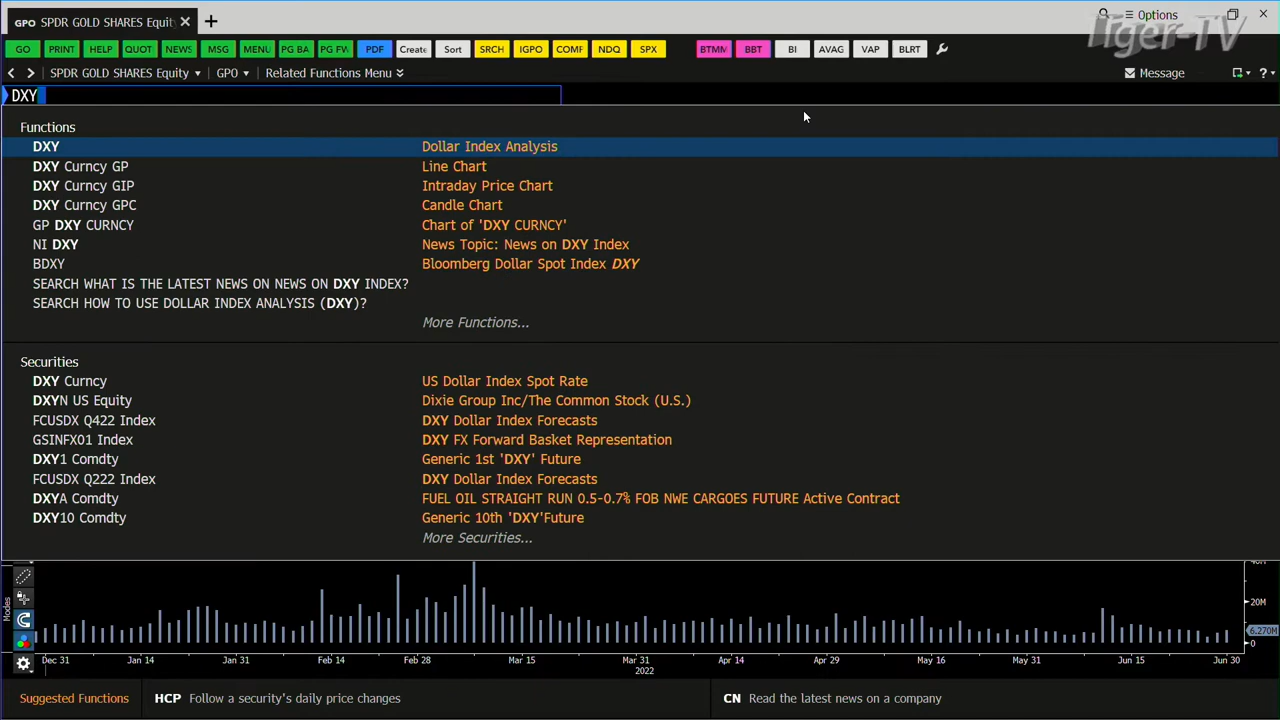 GPO SPDR GOLD SHARES Equity
Options
Tiger-TV
GO PRINT HELP QUOT NEWS MSG MENU PG BA PG FW PDF Create Sort SRCH IGPO COMF NDQ SPX BTMM BBT BI AVAG VAP BLRT
SPDR GOLD SHARES Equity GPO Related Functions Menu Message ?
DXY
Functions
DXY Dollar Index Analysis
DXY Curncy GP Line Chart
DXY Curncy GIP Intraday Price Chart
DXY Curncy GPC Candle Chart
GP DXY CURNCY Chart of 'DXY CURNCY'
NI DXY News Topic: News on DXY Index
BDXY Bloomberg Dollar Spot Index DXY
SEARCH WHAT IS THE LATEST NEWS ON NEWS ON DXY INDEX?
SEARCH HOW TO USE DOLLAR INDEX ANALYSIS (DXY)?
More Functions...
Securities
DXY Curncy US Dollar Index Spot Rate
DXYN US Equity Dixie Group Inc/The Common Stock (U.S.)
FCUSDX Q422 Index DXY Dollar Index Forecasts
GSINFX01 Index DXY FX Forward Basket Representation
DXY1 Comdty Generic 1st 'DXY' Future
FCUSDX Q222 Index DXY Dollar Index Forecasts
DXYA Comdty FUEL OIL STRAIGHT RUN 0.5-0.7% FOB NWE CARGOES FUTURE Active Contract
DXY10 Comdty Generic 10th 'DXY'Future
More Securities...
Modes
40M
20M
6.270M
0
Dec 31 Jan 14 Jan 31 Feb 14 Feb 28 Mar 15 Mar 31 Apr 14 Apr 29 May 16 May 31 Jun 15 Jun 30
2022
Suggested Functions HCP Follow a security's daily price changes CN Read the latest news on a company